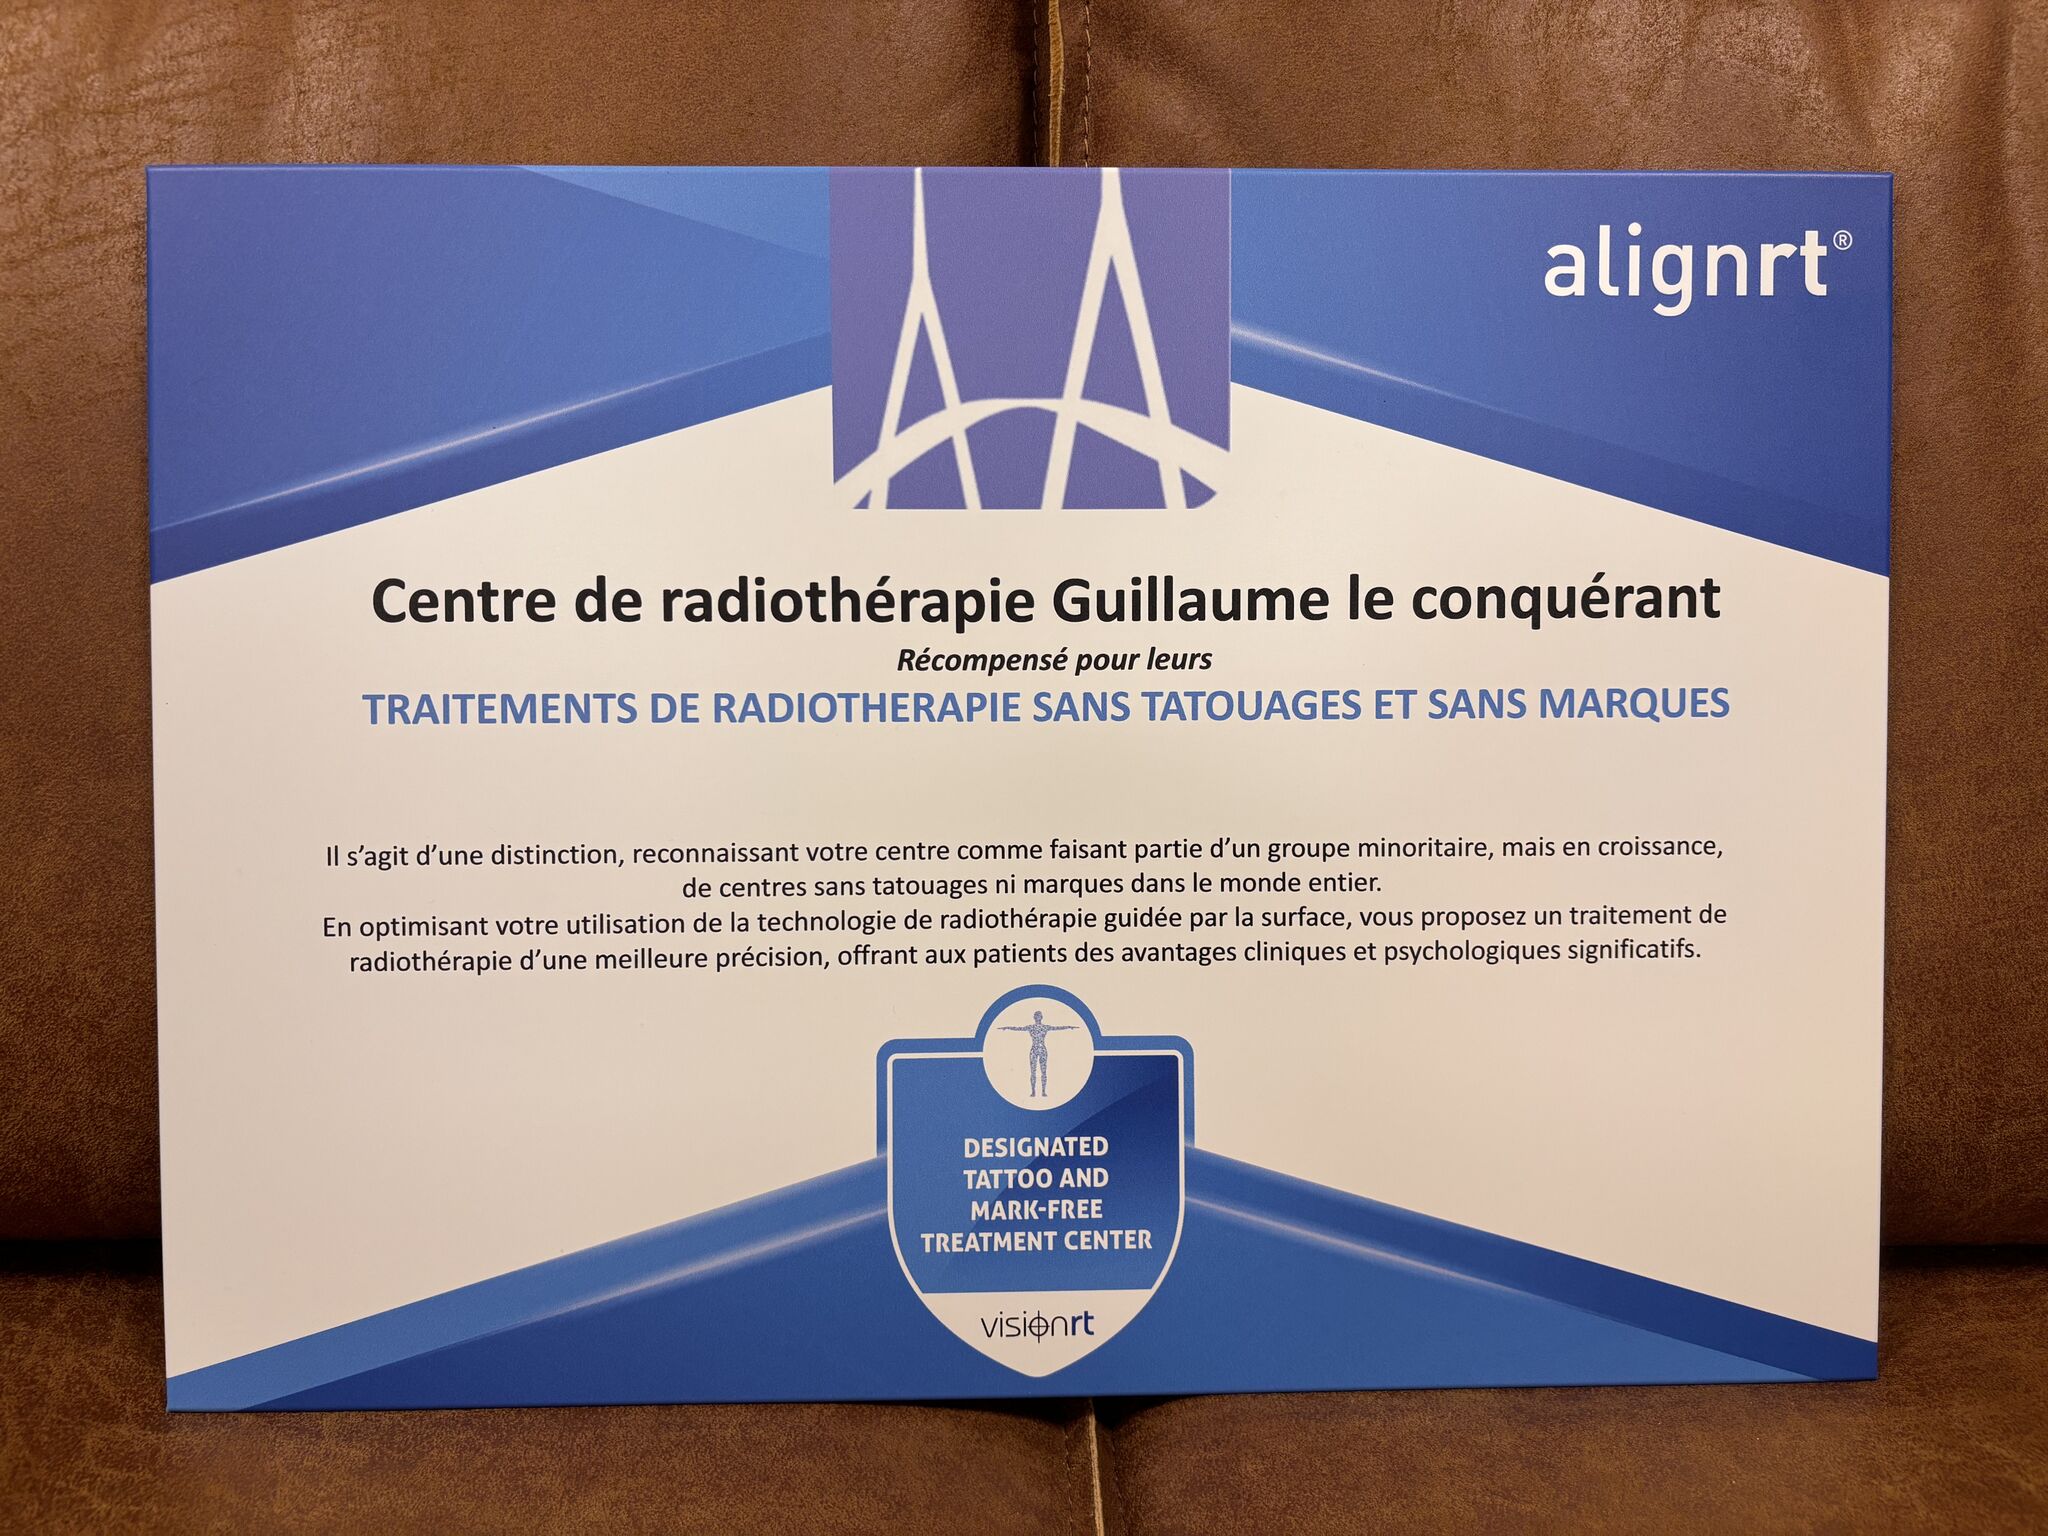 alignrt®
Centre de radiothérapie Guillaume le conquérant
Récompensé pour leurs
TRAITEMENTS DE RADIOTHERAPIE SANS TATOUAGES ET SANS MARQUES
Il s’agit d’une distinction, reconnaissant votre centre comme faisant partie d’un groupe minoritaire, mais en croissance,
de centres sans tatouages ni marques dans le monde entier.
En optimisant votre utilisation de la technologie de radiothérapie guidée par la surface, vous proposez un traitement de
radiothérapie d’une meilleure précision, offrant aux patients des avantages cliniques et psychologiques significatifs.
DESIGNATED
TATTOO AND
MARK-FREE
TREATMENT CENTER
visionrt